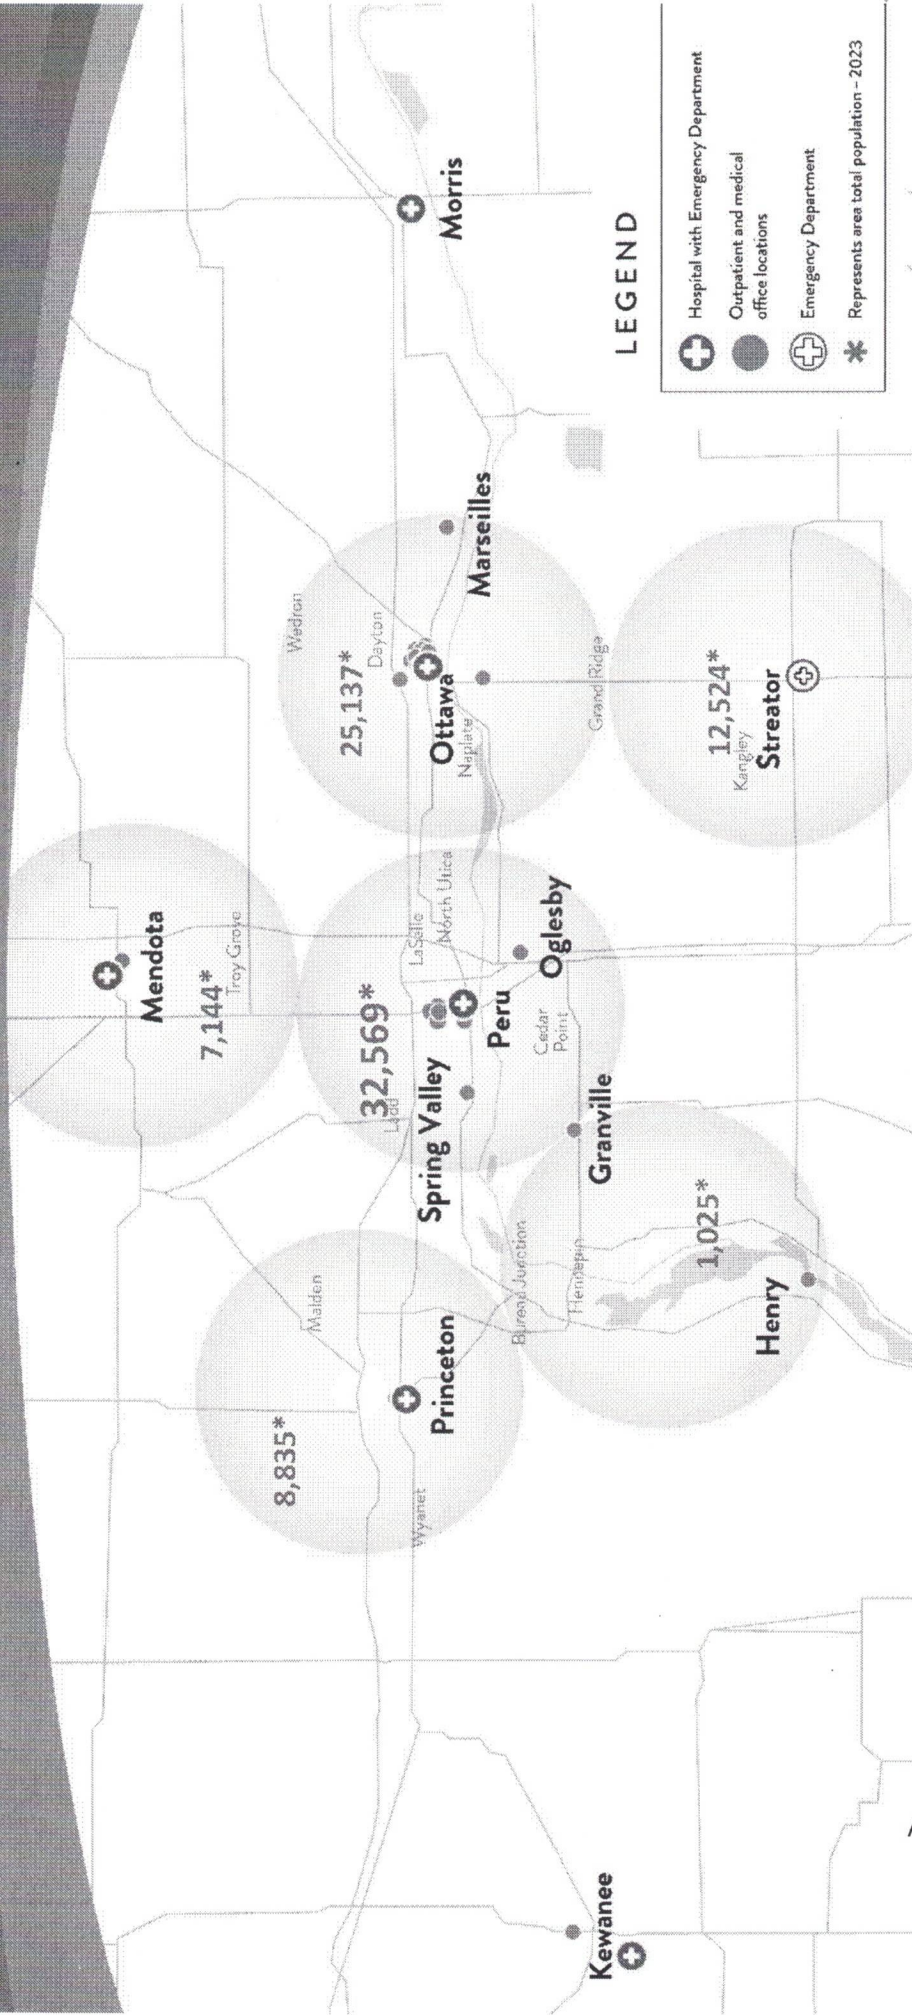 Mendota
7,144*
Troy Grove
Wedron
25,137*
Dayton
Ottawa
Naplate
Marseilles
Morris
Grand Ridge
12,524*
Kangley
Streator
32,569*
Ladd
LaSalle
North Utica
Spring Valley
Peru
Oglesby
Cedar
Point
Granville
8,835*
Malden
Princeton
Wyanet
Bureau Junction
Hennepin
1,025*
Henry
Kewanee
LEGEND
Hospital with Emergency Department
Outpatient and medical
office locations
Emergency Department
* Represents area total population – 2023